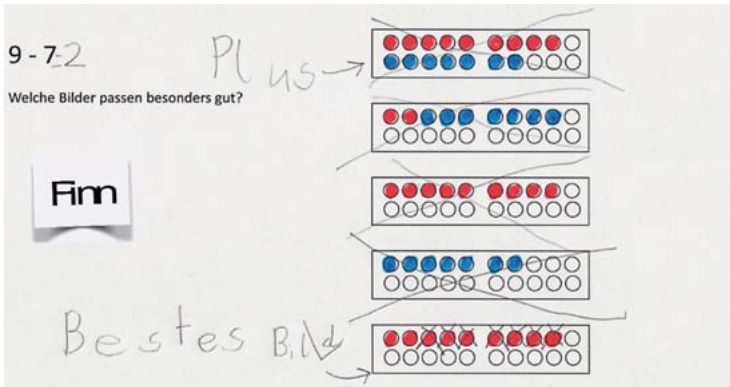 9 - 7=2
Plus
Welche Bilder passen besonders gut?
Finn
Bestes Bild